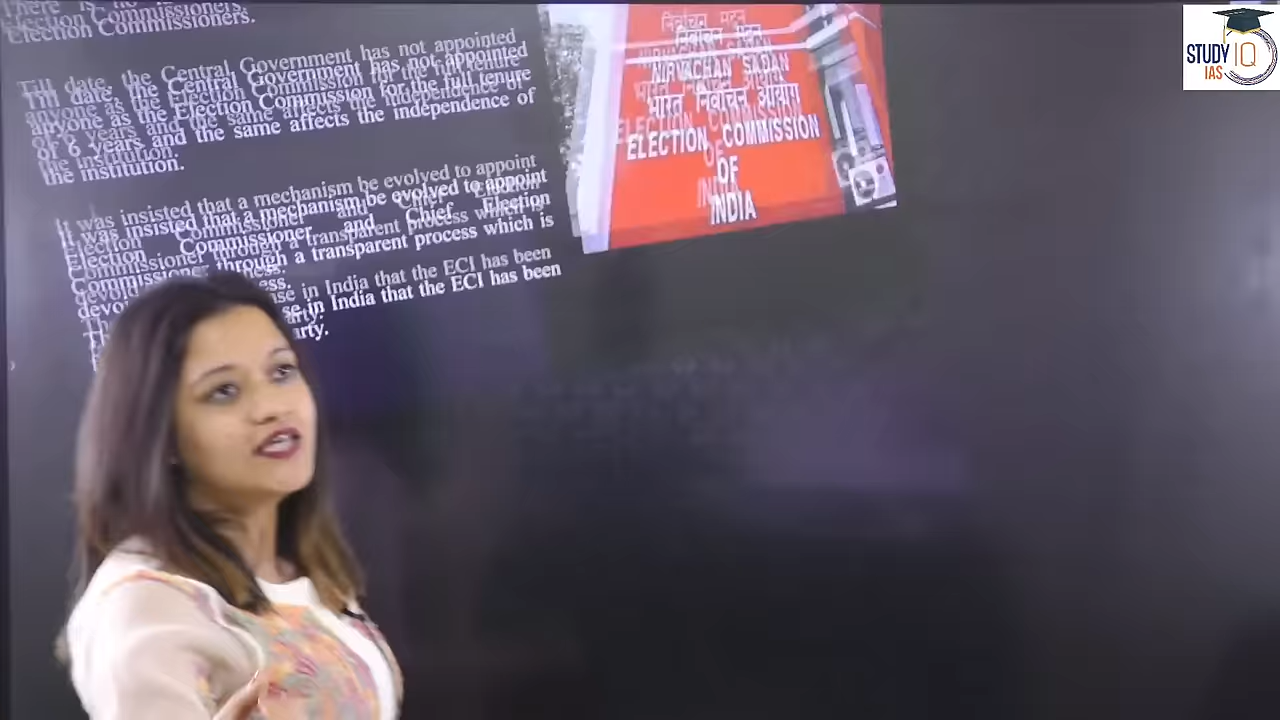 Election Commissioners.
Till date, the Central Government has not appointed
anyone as the Election Commission for the full tenure
of 6 years and the same affects the independence of
the institution.
It was insisted that a mechanism be evolved to appoint
Election Commissioner and Chief Election
Commissioner through a transparent process which is
in India that the ECI has been
निर्वाचन सदन
NIRVACHAN SADAN
भारत निर्वाचन आयोग
ELECTION COMMISSION
OF
INDIA
STUDY IQ
IAS